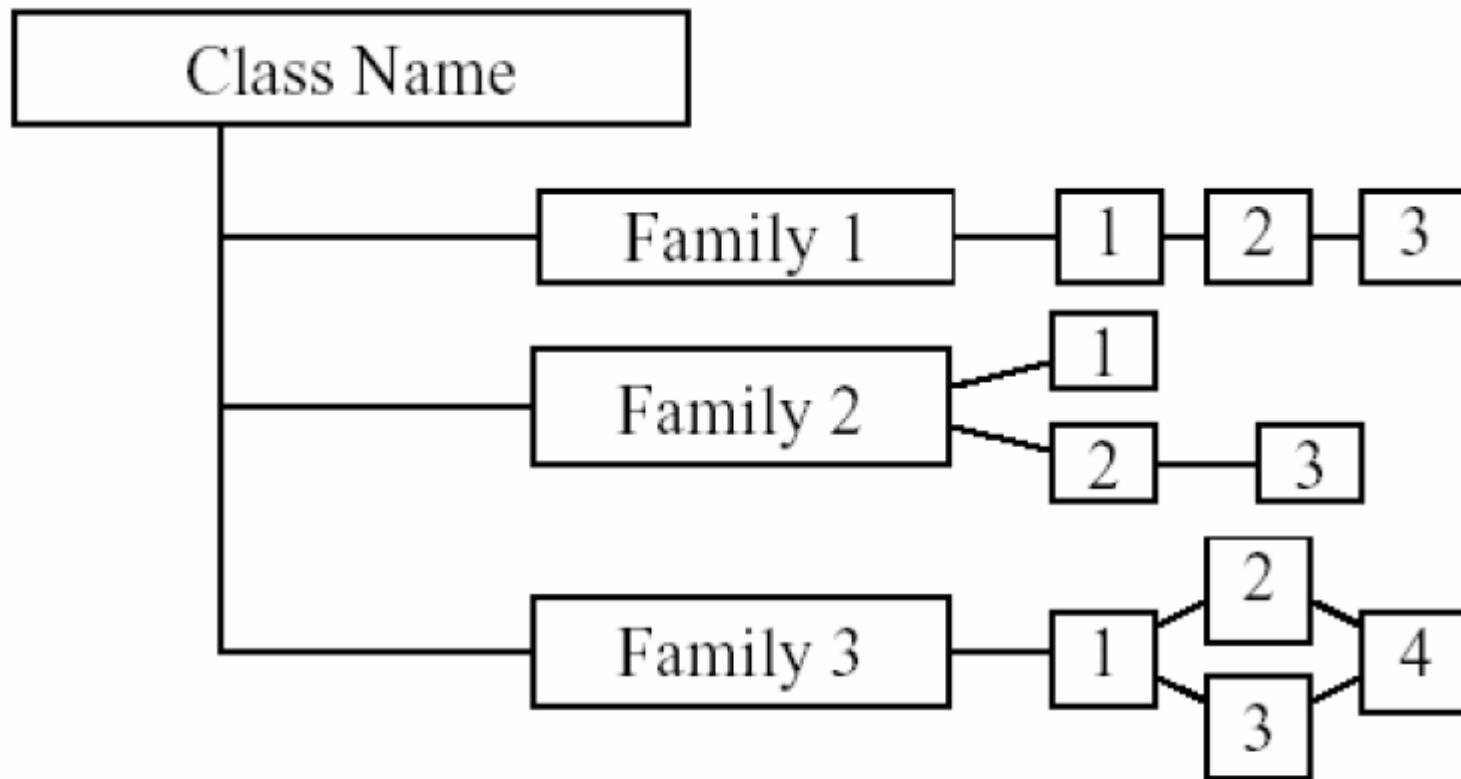 Class Name
Family 1 1 2 3
Family 2 1
2 3
Family 3 1 2 4
3